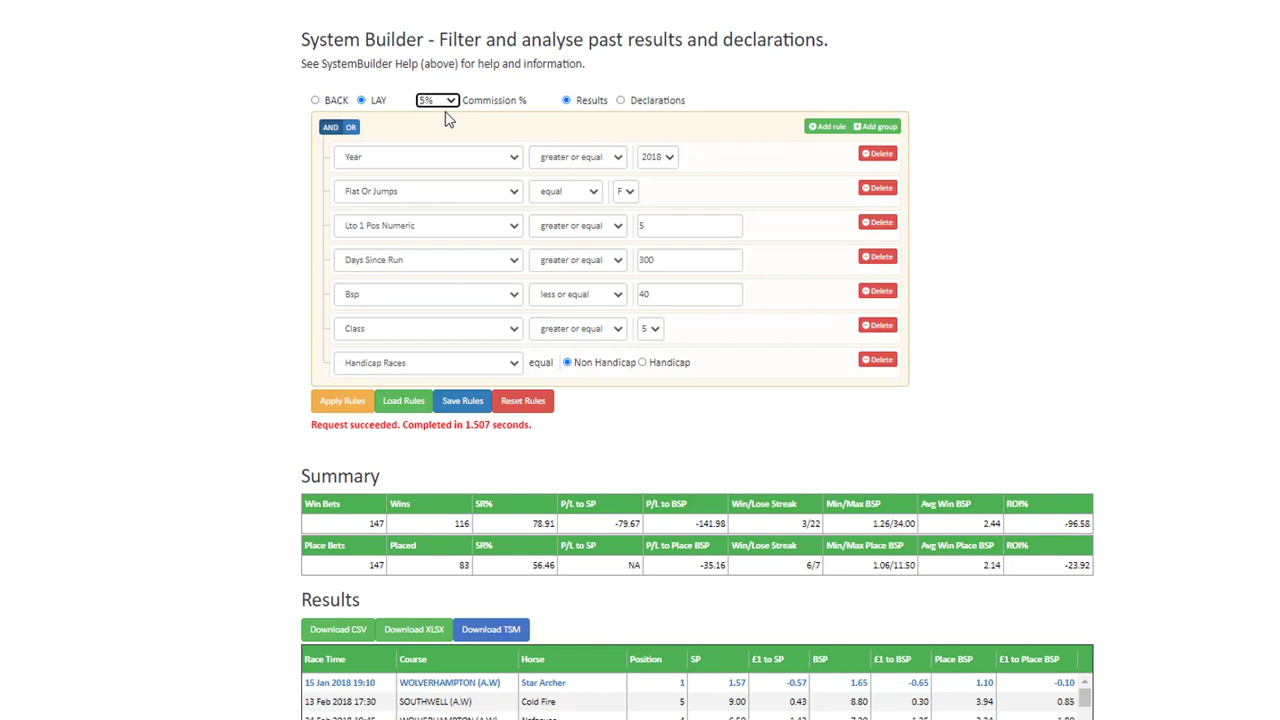 System Builder - Filter and analyse past results and declarations.
See SystemBuilder Help (above) for help and information.
BACK LAY 5% Commission % Results Declarations
AND OR Add rule Add group
Year greater or equal 2018 Delete
Flat Or Jumps equal F Delete
Lto 1 Pos Numeric greater or equal 5 Delete
Days Since Run greater or equal 300 Delete
Bsp less or equal 40 Delete
Class greater or equal 5 Delete
Handicap Races equal Non Handicap Handicap Delete
Apply Rules Load Rules Save Rules Reset Rules
Request succeeded. Completed in 1.507 seconds.
Summary
Win Bets Wins SR% P/L to SP P/L to BSP Win/Lose Streak Min/Max BSP Avg Win BSP ROI%
147 116 78.91 -79.67 -141.98 3/22 1.26/34.00 2.44 -96.58
Place Bets Placed SR% P/L to SP P/L to Place BSP Win/Lose Streak Min/Max Place BSP Avg Win Place BSP ROI%
147 83 56.46 NA -35.16 6/7 1.06/11.50 2.14 -23.92
Results
Download CSV Download XLSX Download TSM
Race Time Course Horse Position SP £1 to SP BSP £1 to BSP Place BSP £1 to Place BSP
15 Jan 2018 19:10 WOLVERHAMPTON (A.W) Star Archer 1 1.57 -0.57 1.65 -0.65 1.10 -0.10
13 Feb 2018 17:30 SOUTHWELL (A.W) Cold Fire 5 9.00 0.43 8.80 0.30 3.94 0.85